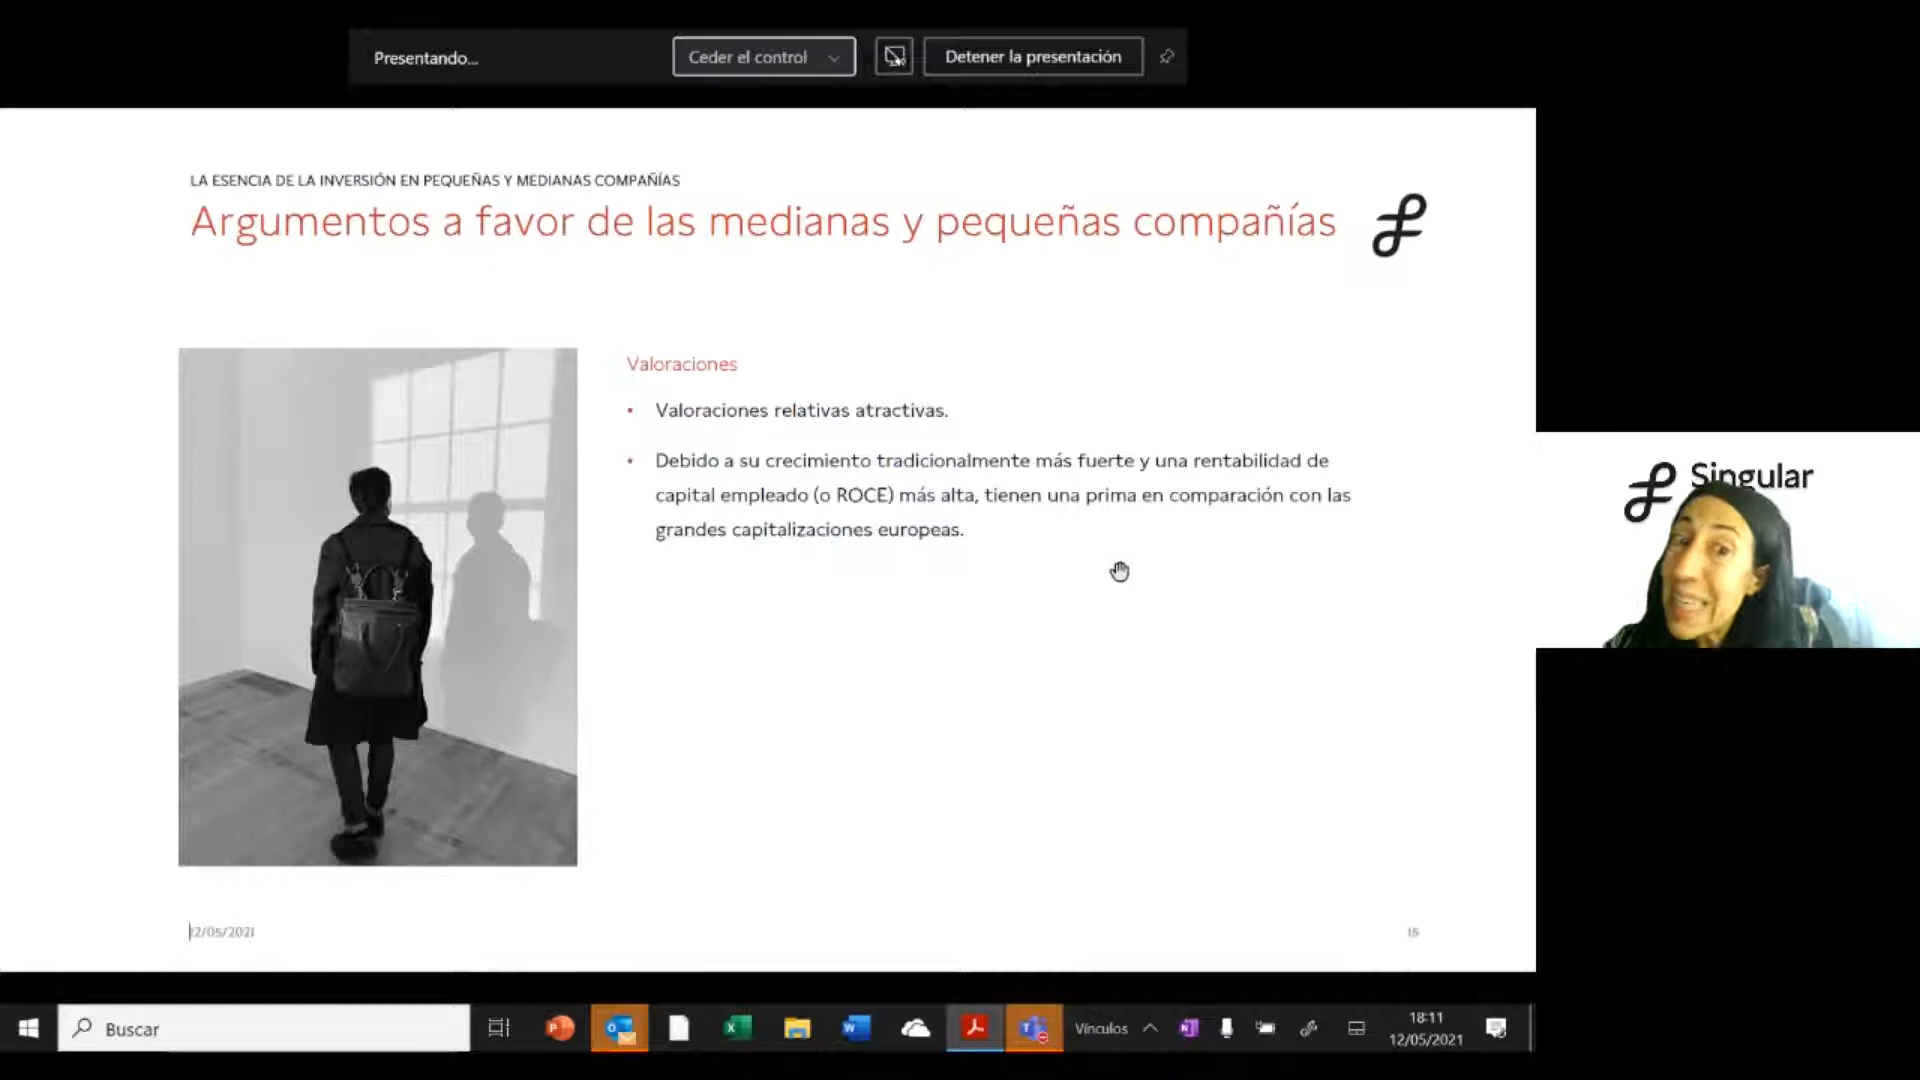 Presentando...
Ceder el control
Detener la presentación
LA ESENCIA DE LA INVERSIÓN EN PEQUEÑAS Y MEDIANAS COMPAÑÍAS
Argumentos a favor de las medianas y pequeñas compañías
Valoraciones
• Valoraciones relativas atractivas.
• Debido a su crecimiento tradicionalmente más fuerte y una rentabilidad de
capital empleado (o ROCE) más alta, tienen una prima en comparación con las
grandes capitalizaciones europeas.
Singular
12/05/2021
15
Buscar
Vínculos
18:11
12/05/2021